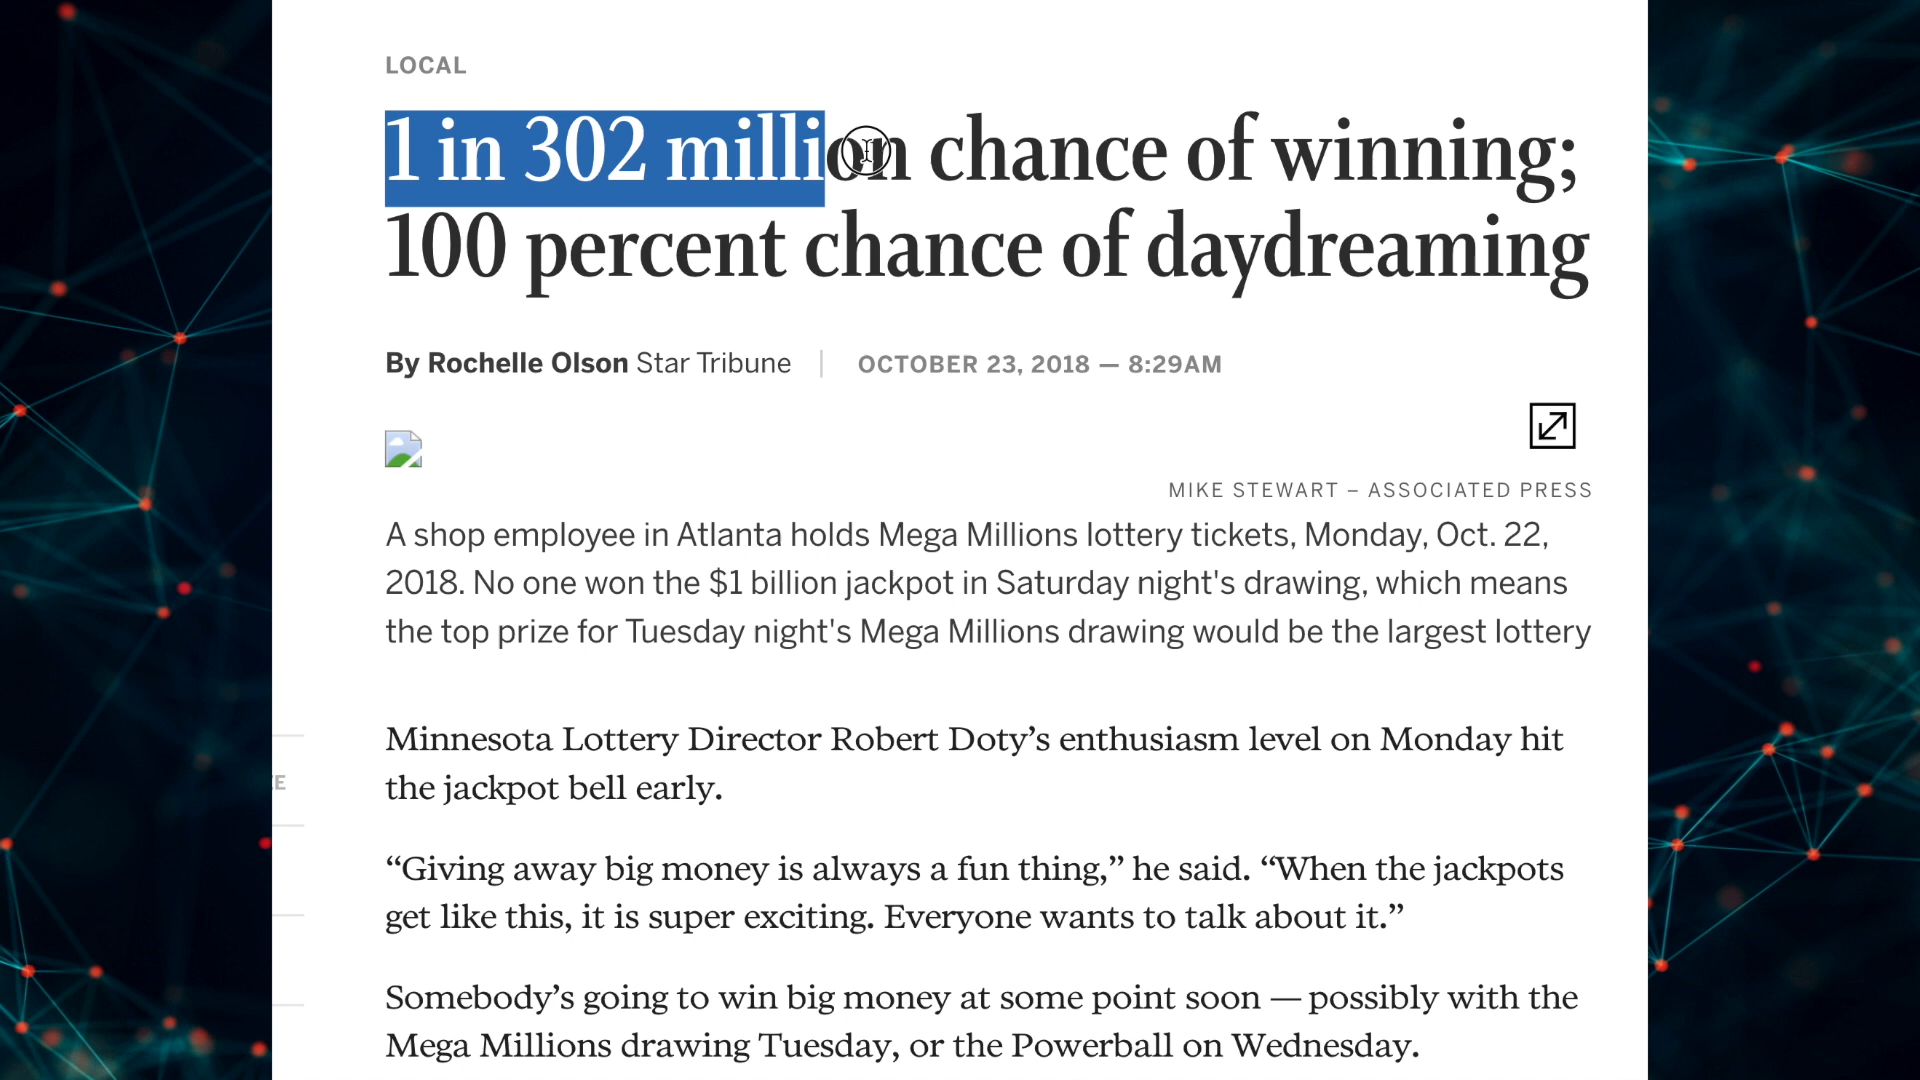 LOCAL
1 in 302 million chance of winning;
100 percent chance of daydreaming
By Rochelle Olson Star Tribune | OCTOBER 23, 2018 — 8:29AM
MIKE STEWART – ASSOCIATED PRESS
A shop employee in Atlanta holds Mega Millions lottery tickets, Monday, Oct. 22,
2018. No one won the $1 billion jackpot in Saturday night's drawing, which means
the top prize for Tuesday night's Mega Millions drawing would be the largest lottery
Minnesota Lottery Director Robert Doty’s enthusiasm level on Monday hit
the jackpot bell early.
“Giving away big money is always a fun thing,” he said. “When the jackpots
get like this, it is super exciting. Everyone wants to talk about it.”
Somebody’s going to win big money at some point soon — possibly with the
Mega Millions drawing Tuesday, or the Powerball on Wednesday.